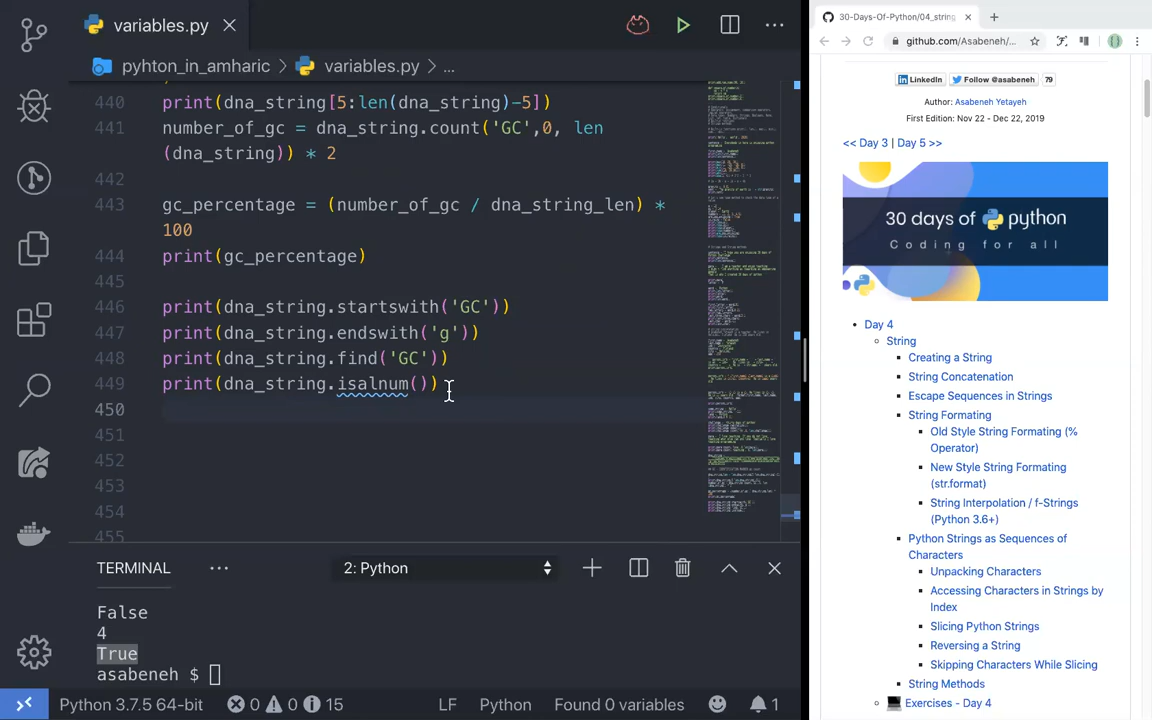 variables.py
pyhton_in_amharic > variables.py > ...
440 print(dna_string[5:len(dna_string)-5])
441 number_of_gc = dna_string.count('GC',0, len
(dna_string)) * 2
442
443 gc_percentage = (number_of_gc / dna_string_len) *
100
444 print(gc_percentage)
445
446 print(dna_string.startswith('GC'))
447 print(dna_string.endswith('g'))
448 print(dna_string.find('GC'))
449 print(dna_string.isalnum())
450
451
452
453
454
455
TERMINAL ... 2: Python
False
4
True
asabeneh $
Python 3.7.5 64-bit 0 0 15 LF Python Found 0 variables 1
30-Days-Of-Python/04_string
github.com/Asabeneh/...
LinkedIn Follow @asabeneh 79
Author: Asabeneh Yetayeh
First Edition: Nov 22 - Dec 22, 2019
<< Day 3 | Day 5 >>
30 days of python
Coding for all
Day 4
String
Creating a String
String Concatenation
Escape Sequences in Strings
String Formating
Old Style String Formating (%
Operator)
New Style String Formating
(str.format)
String Interpolation / f-Strings
(Python 3.6+)
Python Strings as Sequences of
Characters
Unpacking Characters
Accessing Characters in Strings by
Index
Slicing Python Strings
Reversing a String
Skipping Characters While Slicing
String Methods
Exercises - Day 4